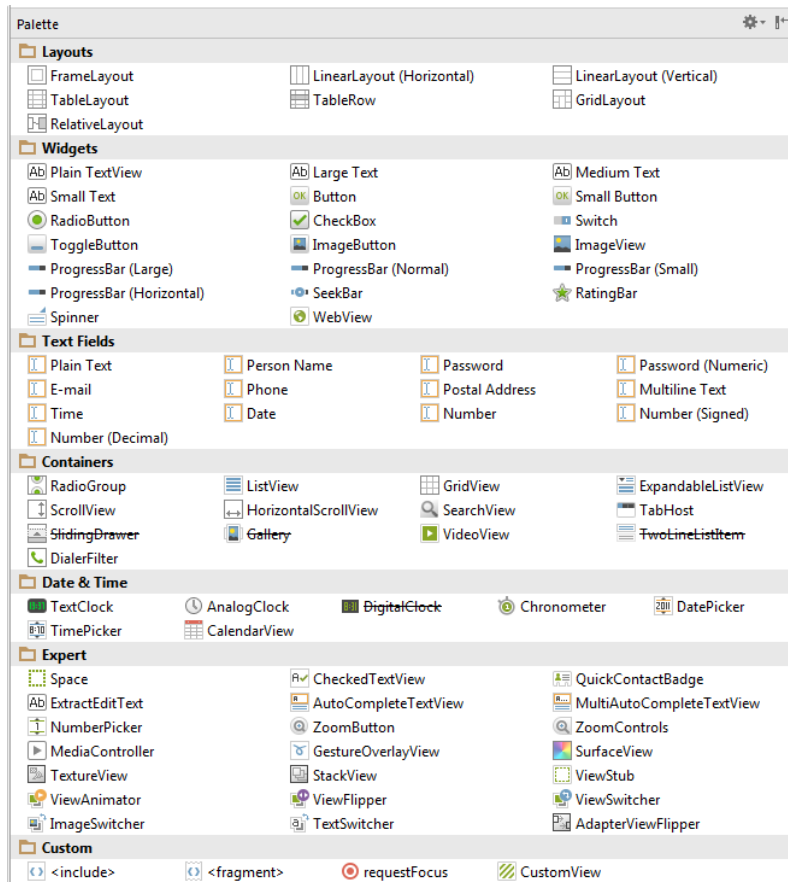 Palette
Layouts
FrameLayout LinearLayout (Horizontal) LinearLayout (Vertical)
TableLayout TableRow GridLayout
RelativeLayout
Widgets
Ab Plain TextView Ab Large Text Ab Medium Text
Ab Small Text OK Button OK Small Button
RadioButton CheckBox Switch
ToggleButton ImageButton ImageView
ProgressBar (Large) ProgressBar (Normal) ProgressBar (Small)
ProgressBar (Horizontal) SeekBar RatingBar
Spinner WebView
Text Fields
Plain Text Person Name Password Password (Numeric)
E-mail Phone Postal Address Multiline Text
Time Date Number Number (Signed)
Number (Decimal)
Containers
RadioGroup ListView GridView ExpandableListView
ScrollView HorizontalScrollView SearchView TabHost
SlidingDrawer Gallery VideoView TwoLineListItem
DialerFilter
Date & Time
TextClock AnalogClock DigitalClock Chronometer 2011 DatePicker
8:10 TimePicker CalendarView
Expert
Space CheckedTextView QuickContactBadge
Ab ExtractEditText AutoCompleteTextView MultiAutoCompleteTextView
NumberPicker ZoomButton ZoomControls
MediaController GestureOverlayView SurfaceView
TextureView StackView ViewStub
ViewAnimator ViewFlipper ViewSwitcher
ImageSwitcher TextSwitcher AdapterViewFlipper
Custom
<include> <fragment> requestFocus CustomView